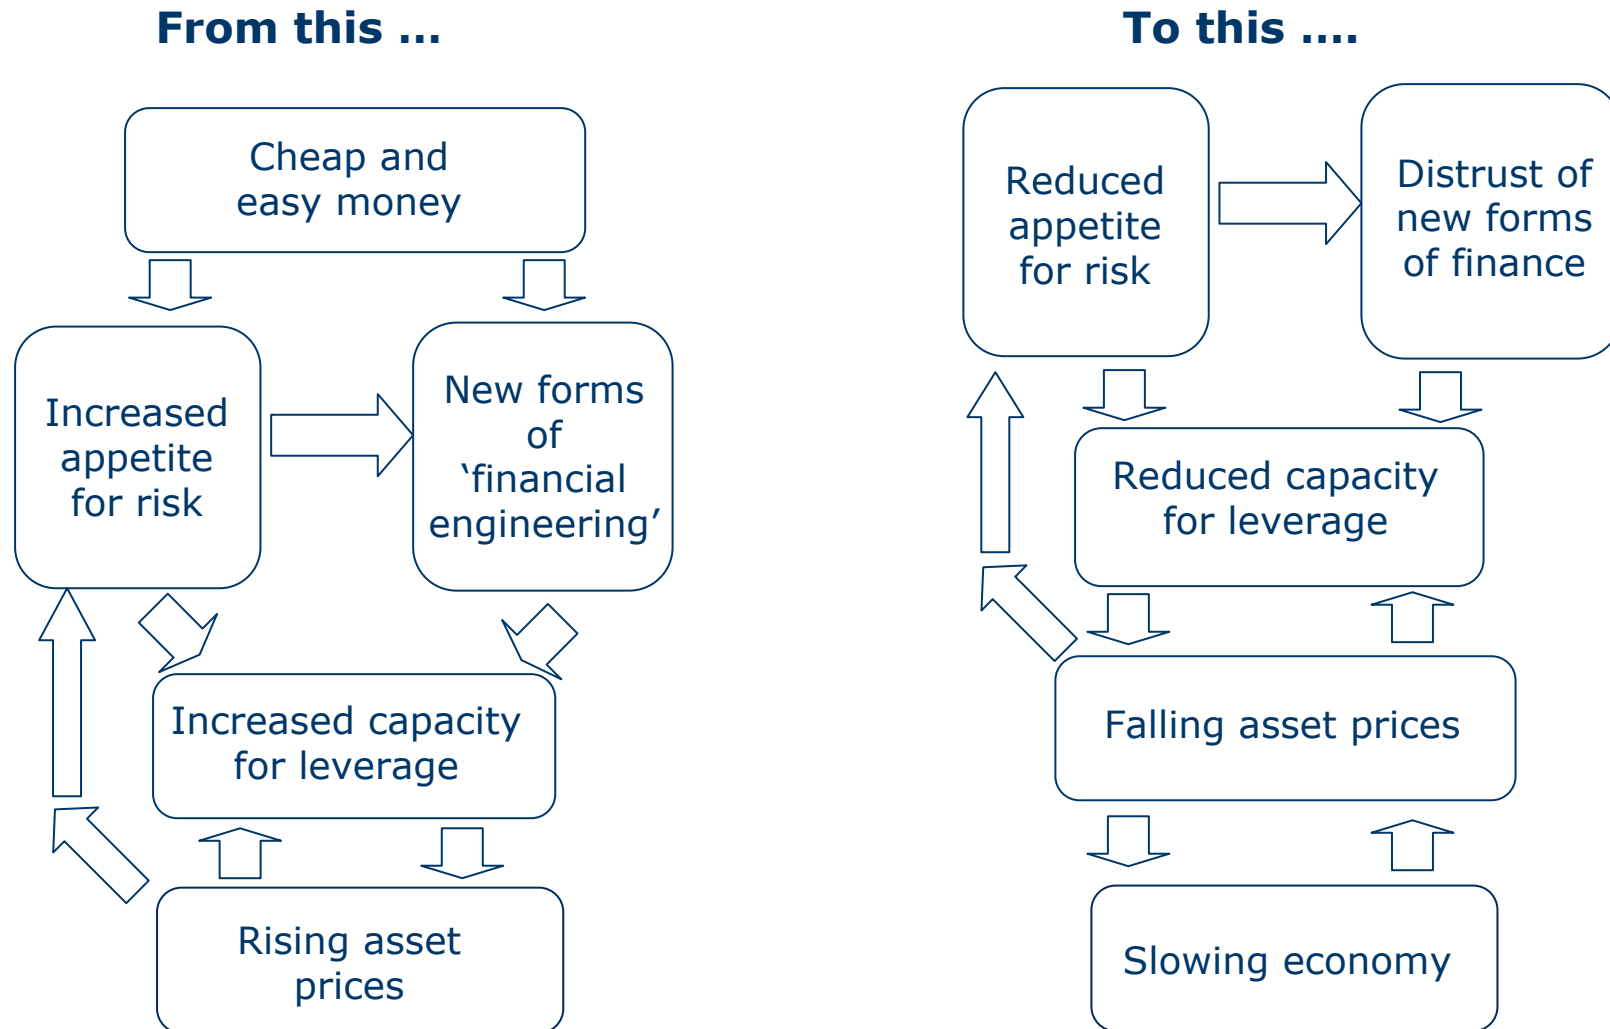 From this ...
Cheap and
easy money
Increased
appetite
for risk
New forms
of
‘financial
engineering’
Increased capacity
for leverage
Rising asset
prices
To this ....
Reduced
appetite
for risk
Distrust of
new forms
of finance
Reduced capacity
for leverage
Falling asset prices
Slowing economy